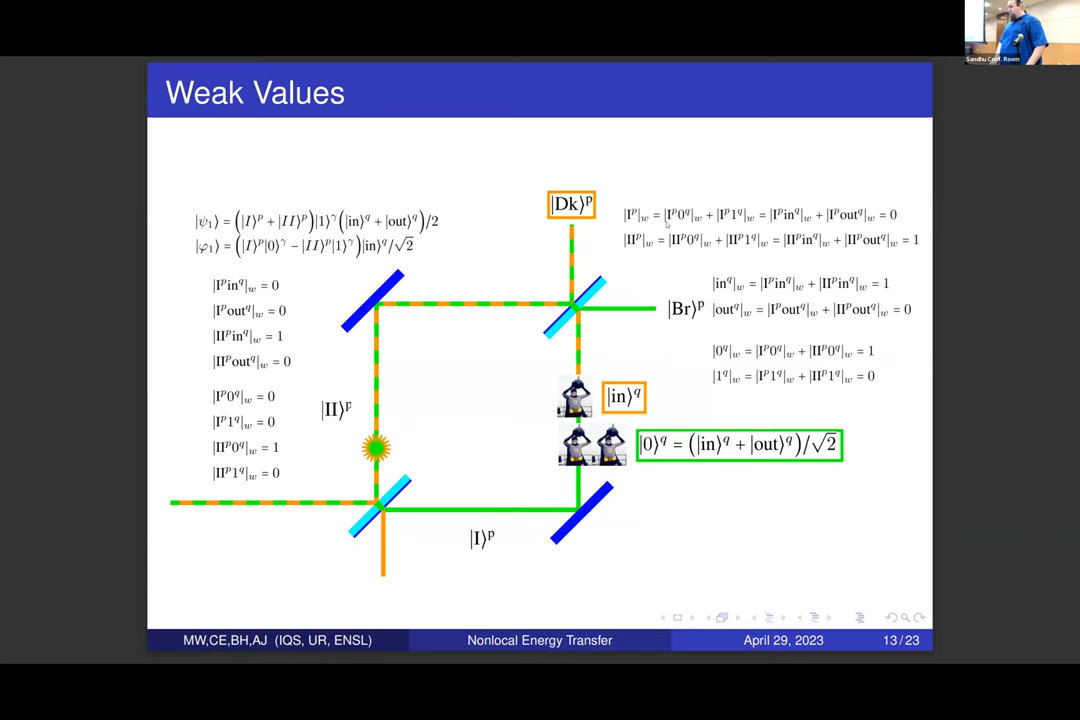 Sandhu Conf. Room
Weak Values
|Dk⟩ᵖ
|ψ₁⟩ = (|I⟩ᵖ + |II⟩ᵖ)|1⟩ᵞ(|in⟩^q + |out⟩^q)/2
|φ₁⟩ = (|I⟩ᵖ|0⟩ᵞ − |II⟩ᵖ|1⟩ᵞ)|in⟩^q/√2
|Iᵖin^q|_w = 0
|Iᵖout^q|_w = 0
|IIᵖin^q|_w = 1
|IIᵖout^q|_w = 0
|Iᵖ0^q|_w = 0
|Iᵖ1^q|_w = 0
|IIᵖ0^q|_w = 1
|IIᵖ1^q|_w = 0
|II⟩ᵖ
|I⟩ᵖ
|Iᵖ|_w = |Iᵖ0^q|_w + |Iᵖ1^q|_w = |Iᵖin^q|_w + |Iᵖout^q|_w = 0
|IIᵖ|_w = |IIᵖ0^q|_w + |IIᵖ1^q|_w = |IIᵖin^q|_w + |IIᵖout^q|_w = 1
|Br⟩ᵖ
|in^q|_w = |Iᵖin^q|_w + |IIᵖin^q|_w = 1
|out^q|_w = |Iᵖout^q|_w + |IIᵖout^q|_w = 0
|0^q|_w = |Iᵖ0^q|_w + |IIᵖ0^q|_w = 1
|1^q|_w = |Iᵖ1^q|_w + |IIᵖ1^q|_w = 0
|in⟩^q
|0⟩^q = (|in⟩^q + |out⟩^q)/√2
MW,CE,BH,AJ (IQS, UR, ENSL)
Nonlocal Energy Transfer
April 29, 2023
13 / 23